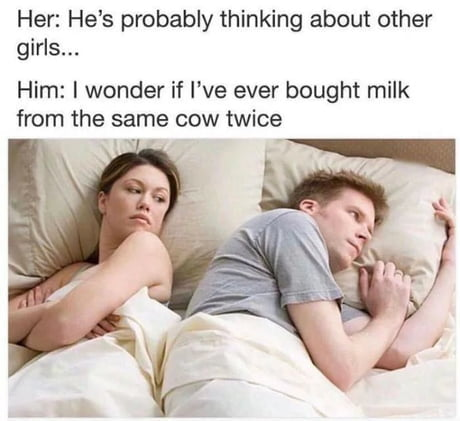 Her: He's probably thinking about other
girls...
Him: I wonder if I've ever bought milk
from the same cow twice